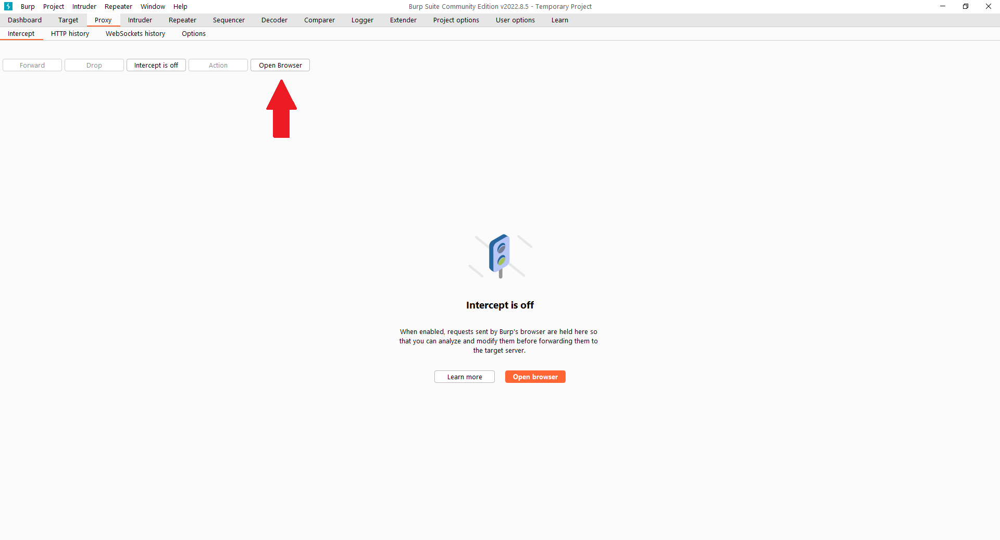 Burp Project Intruder Repeater Window Help Burp Suite Community Edition v2022.8.5 - Temporary Project
Dashboard Target Proxy Intruder Repeater Sequencer Decoder Comparer Logger Extender Project options User options Learn
Intercept HTTP history WebSockets history Options
Forward Drop Intercept is off Action Open Browser
Intercept is off
When enabled, requests sent by Burp's browser are held here so
that you can analyze and modify them before forwarding them to
the target server.
Learn more Open browser